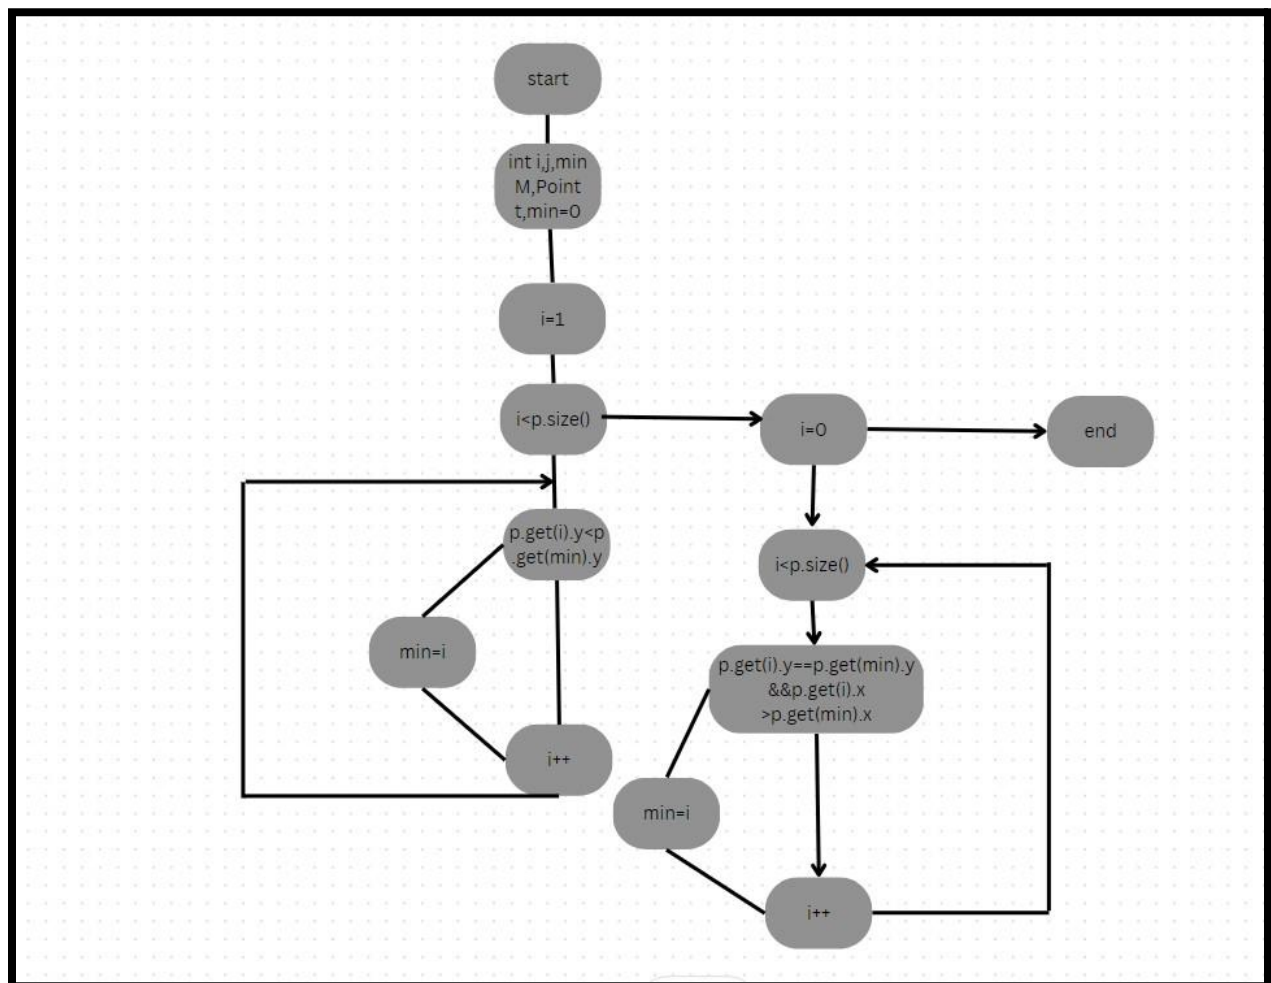 start
int i,j,min
M,Point
t,min=0
i=1
i<p.size()
i=0
end
p.get(i).y<p
.get(min).y
i<p.size()
min=i
p.get(i).y==p.get(min).y
&&p.get(i).x
>p.get(min).x
i++
min=i
i++